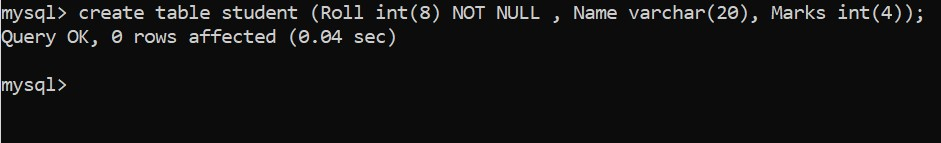 mysql> create table student (Roll int(8) NOT NULL , Name varchar(20), Marks int(4));
Query OK, 0 rows affected (0.04 sec)
mysql>